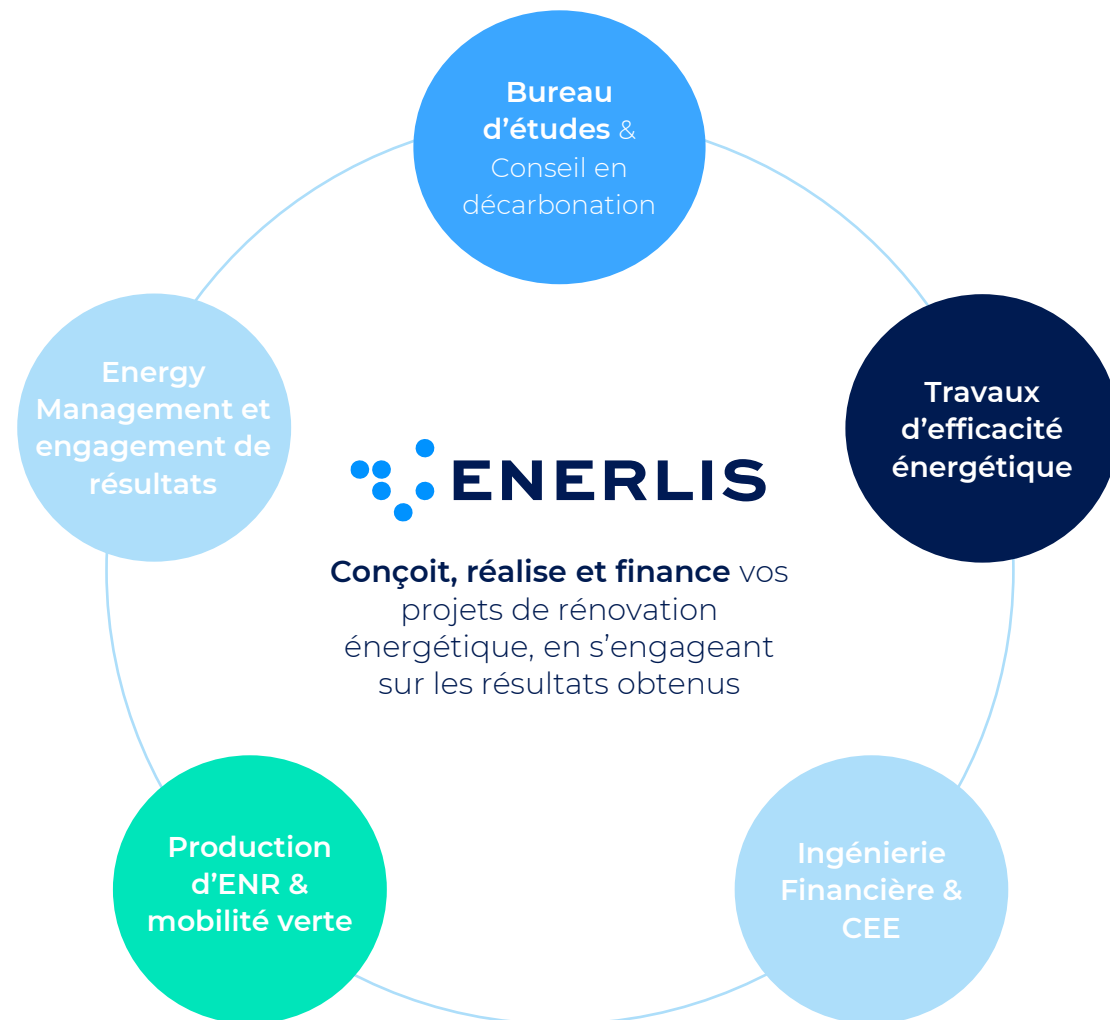 Bureau
d’études &
Conseil en
décarbonation
Energy
Management et
engagement de
résultats
Travaux
d’efficacité
énergétique
ENERLIS
Conçoit, réalise et finance vos
projets de rénovation
énergétique, en s’engageant
sur les résultats obtenus
Production
d’ENR &
mobilité verte
Ingénierie
Financière &
CEE